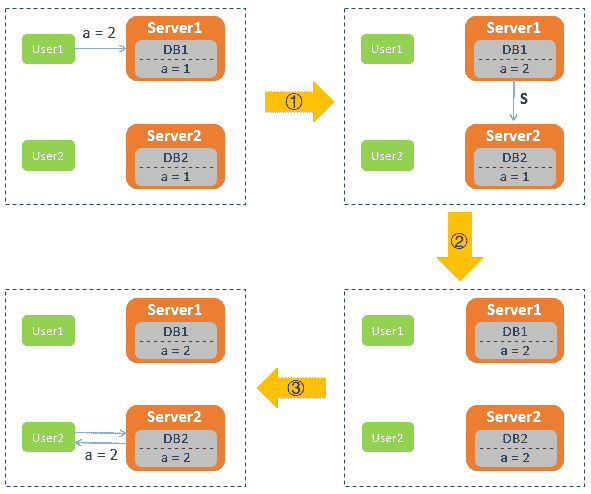 a = 2
Server1
User1
DB1
a = 1
Server2
User2
DB2
a = 1
①
Server1
User1
DB1
a = 2
S
Server2
User2
DB2
a = 1
②
Server1
User1
DB1
a = 2
Server2
User2
DB2
a = 2
③
Server1
User1
DB1
a = 2
Server2
User2
DB2
a = 2
a = 2